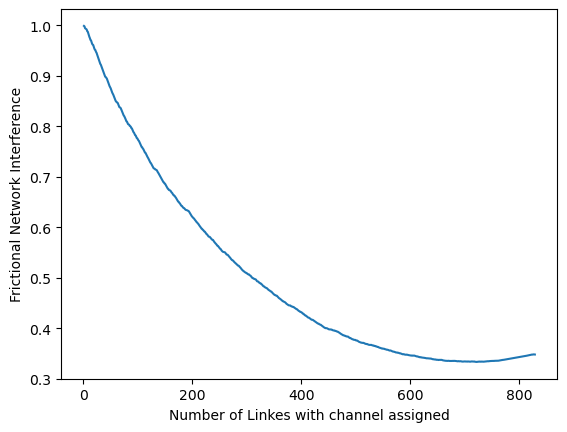 1.0
0.9
0.8
0.7
0.6
0.5
0.4
0.3
Frictional Network Interference
0 200 400 600 800
Number of Linkes with channel assigned